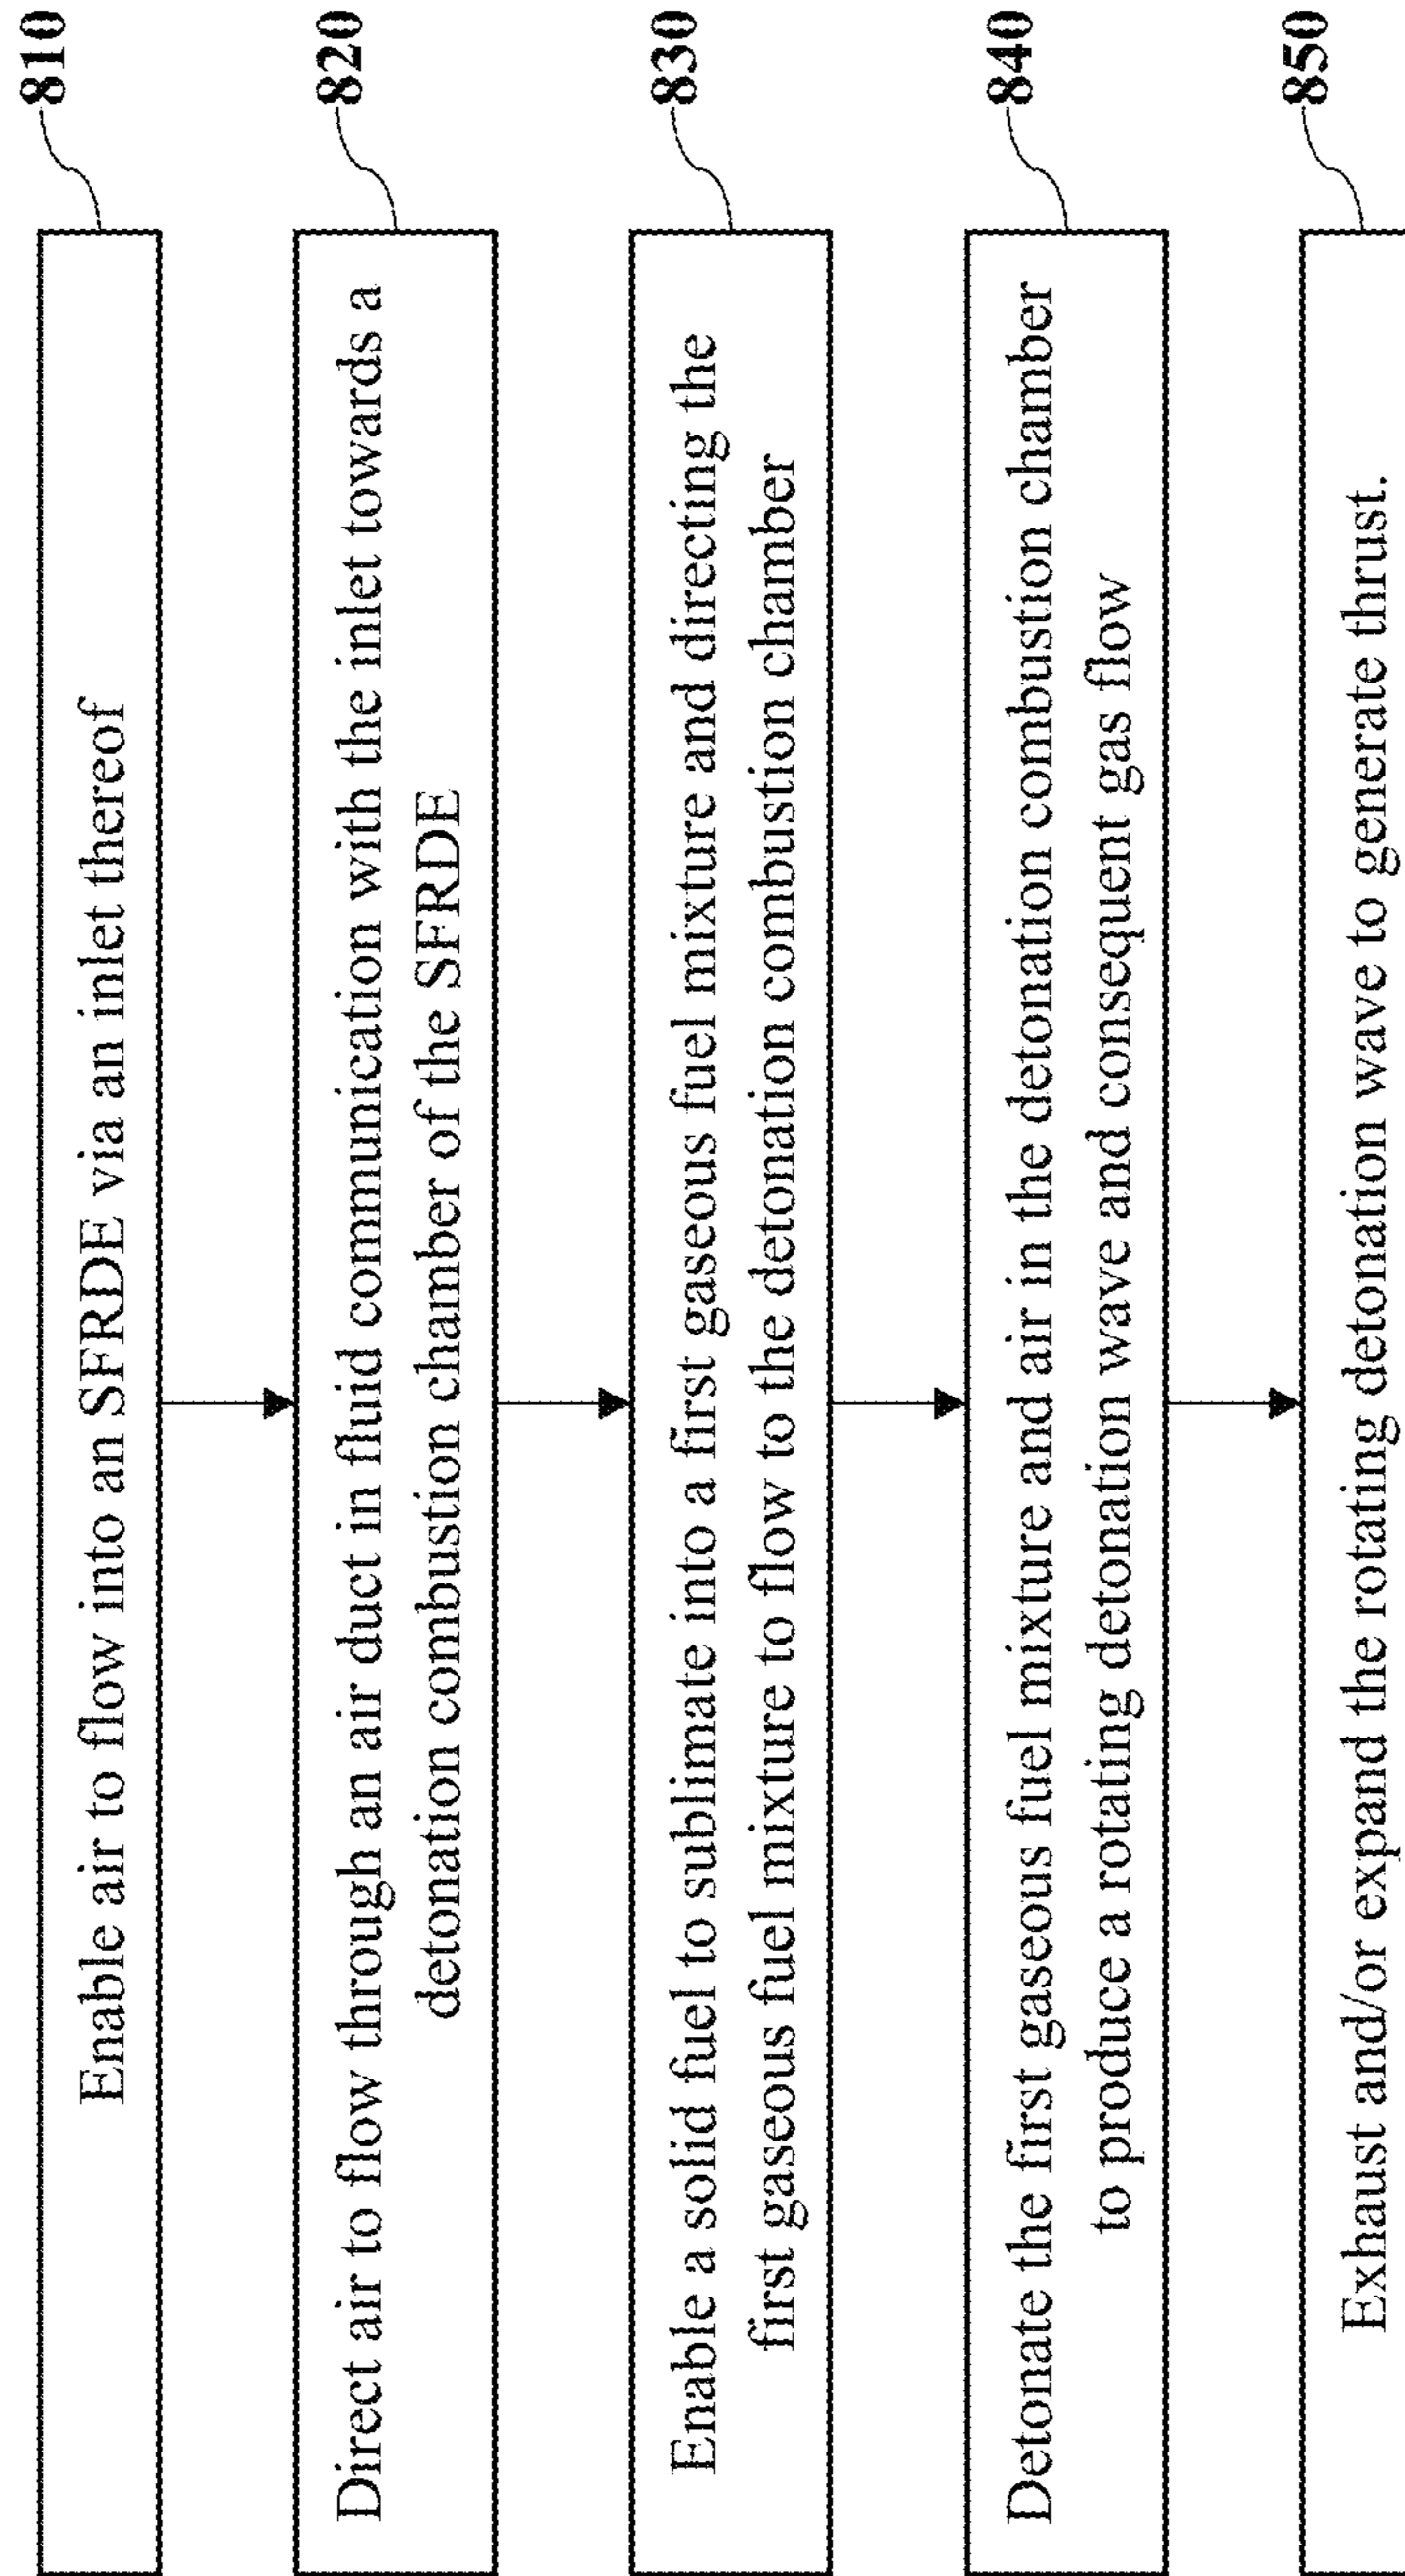 810
Enable air to flow into an SFRDE via an inlet thereof
820
Direct air to flow through an air duct in fluid communication with the inlet towards a
detonation combustion chamber of the SFRDE
830
Enable a solid fuel to sublimate into a first gaseous fuel mixture and directing the
first gaseous fuel mixture to flow to the detonation combustion chamber
840
Detonate the first gaseous fuel mixture and air in the detonation combustion chamber
to produce a rotating detonation wave and consequent gas flow
850
Exhaust and/or expand the rotating detonation wave to generate thrust.